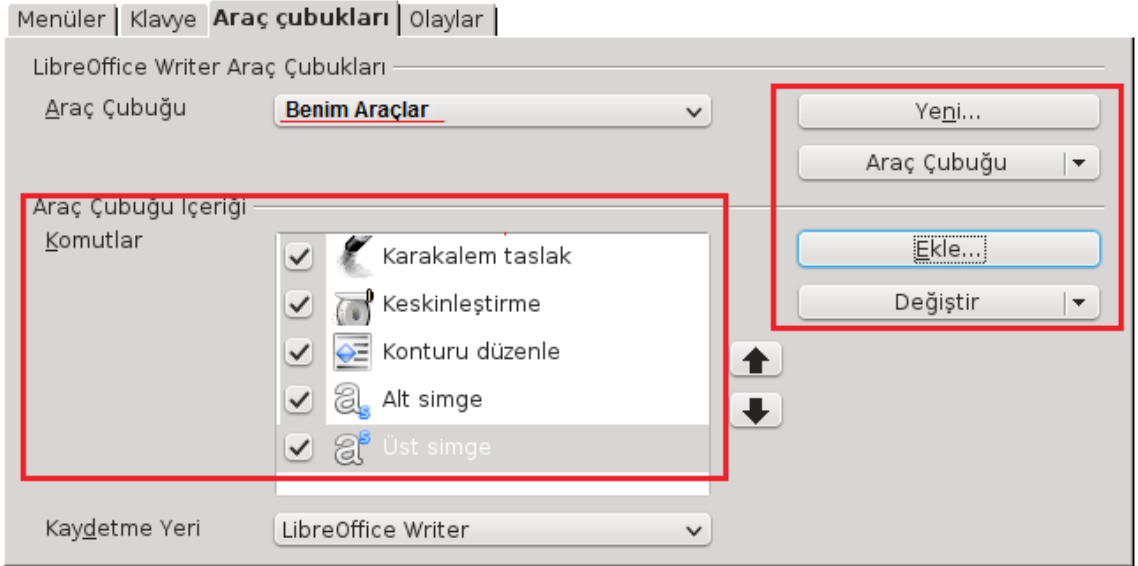 Menüler Klavye Araç çubukları Olaylar
LibreOffice Writer Araç Çubukları
Araç Çubuğu Benim Araçlar Yeni...
Araç Çubuğu
Araç Çubuğu İçeriği
Komutlar Karakalem taslak Ekle...
Keskinleştirme Değiştir
Konturu düzenle
Alt simge
Üst simge
Kaydetme Yeri LibreOffice Writer